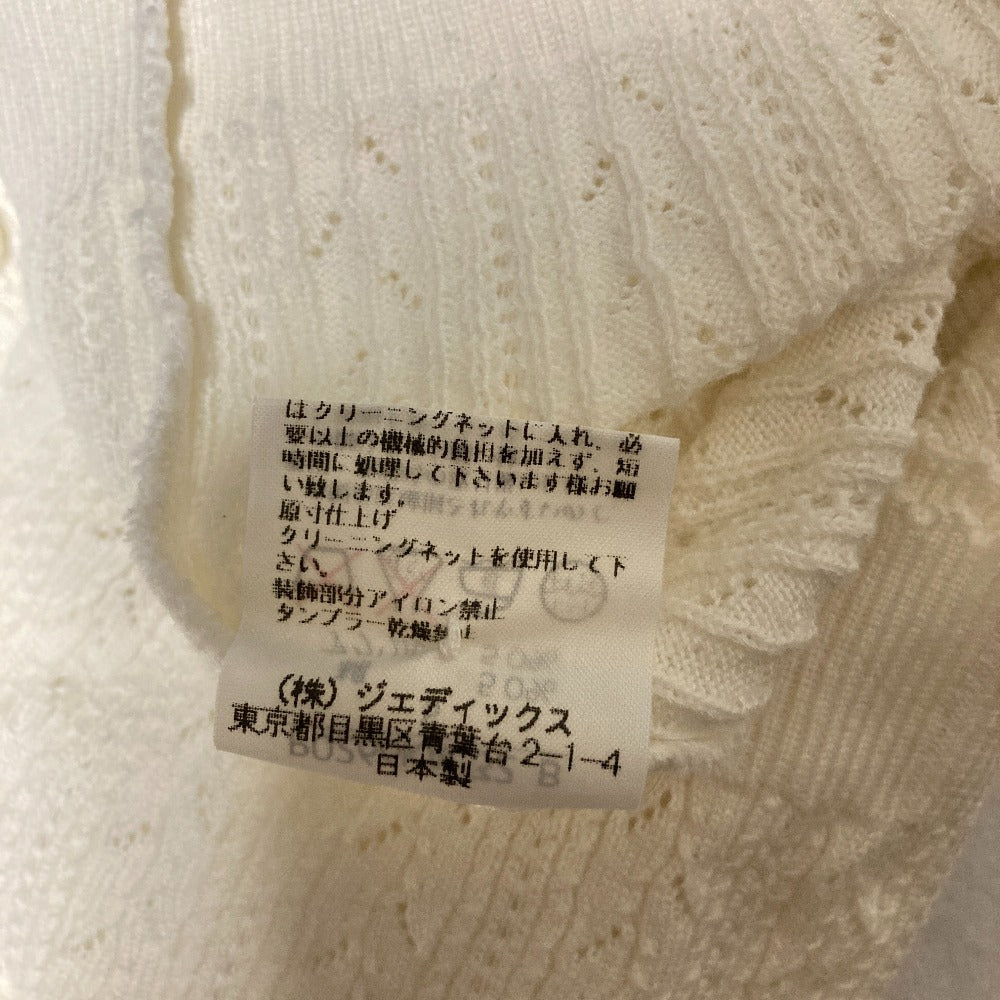 はクリーニングネットに入れ、必
要以上の機械的負担を加えず、短
時間に処理して下さいます様お願
い致します。
原寸仕上げ
クリーニングネットを使用して下
さい。
装飾部分アイロン禁止
タンブラー乾燥禁止
(株)ジェディックス
東京都目黒区青葉台2-1-4
日本製